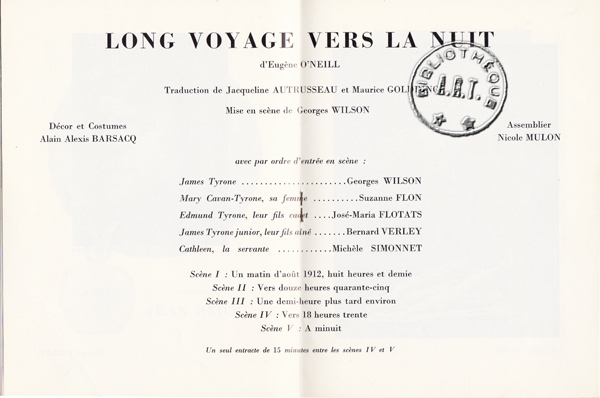 LONG VOYAGE VERS LA NUIT
d'Eugène O'NEILL
Traduction de Jacqueline AUTRUSSEAU et Maurice
Mise en scène de Georges WILSON
BIBLIOTHÈQUE
A.R.T.
Décor et Costumes
Alain Alexis BARSACQ
Assemblier
Nicole MULON
avec par ordre d'entrée en scène :
James Tyrone ......................Georges WILSON
Mary Cavan-Tyrone, sa femme ..........Suzanne FLON
Edmund Tyrone, leur fils cadet ....José-Maria FLOTATS
James Tyrone junior, leur fils aîné .......Bernard VERLEY
Cathleen, la servante .............Michèle SIMONNET
Scène I : Un matin d'août 1912, huit heures et demie
Scène II : Vers douze heures quarante-cinq
Scène III : Une demi-heure plus tard environ
Scène IV : Vers 18 heures trente
Scène V : A minuit
Un seul entracte de 15 minutes entre les scènes IV et V